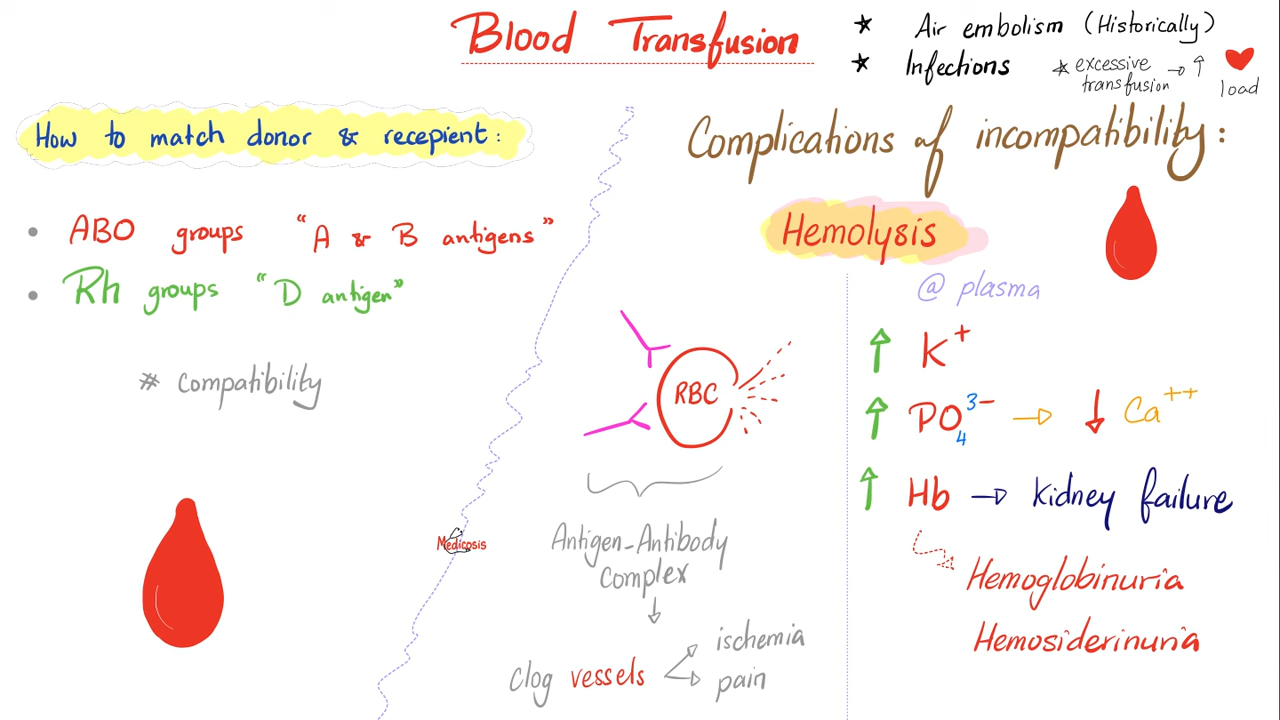 Blood Transfusion
* Air embolism (Historically)
* Infections
* excessive transfusion → ↑ ♥ load
How to match donor & recepient:
• ABO groups "A & B antigens"
• Rh groups "D antigen"
* Compatibility
Medicosis
Complications of incompatibility:
Hemolysis
@ plasma
RBC
Antigen-Antibody
Complex
↓
Clog vessels
ischemia
pain
↑ K⁺
↑ PO₄³⁻ → ↓ Ca⁺⁺
↑ Hb → kidney failure
Hemoglobinuria
Hemosiderinuria